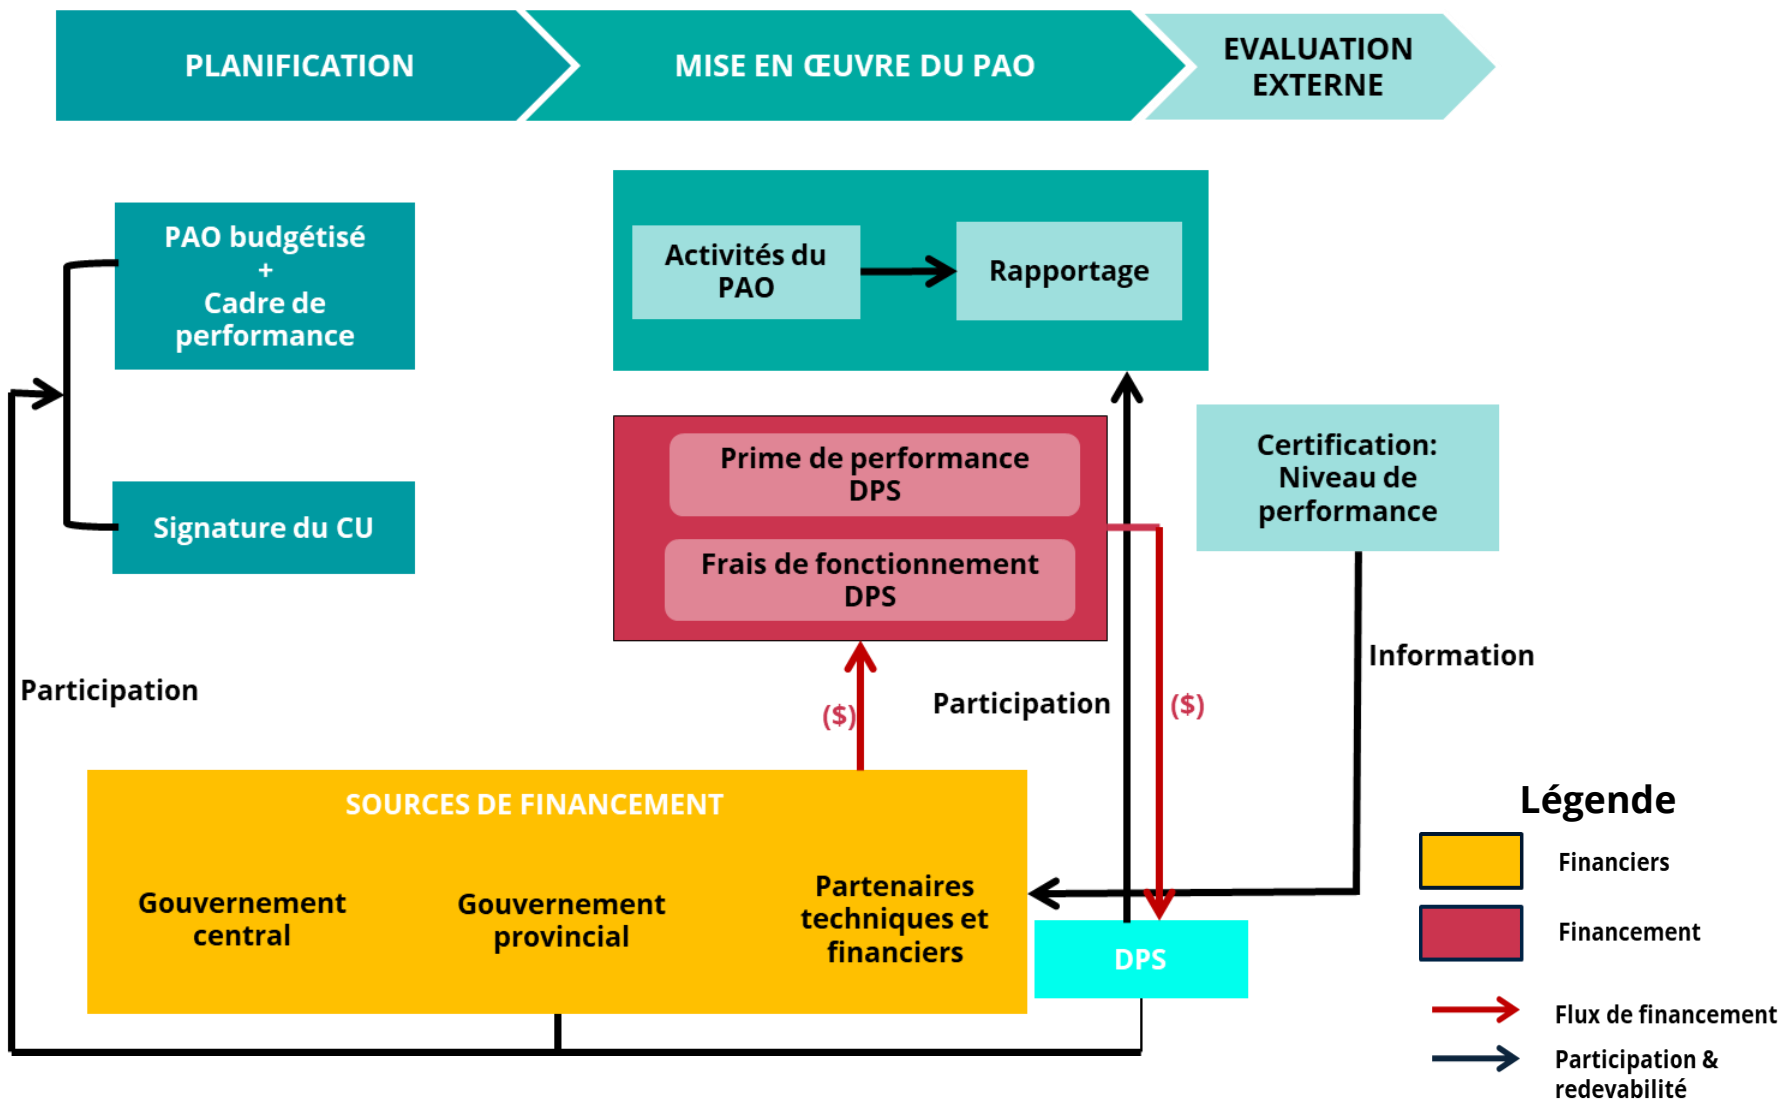 PLANIFICATION
MISE EN ŒUVRE DU PAO
EVALUATION
EXTERNE
PAO budgétisé
+
Cadre de
performance
Activités du
PAO
Rapportage
Signature du CU
Prime de performance
DPS
Frais de fonctionnement
DPS
Certification:
Niveau de
performance
Participation
($)
Participation
($)
Information
SOURCES DE FINANCEMENT
Gouvernement
central
Gouvernement
provincial
Partenaires
techniques et
financiers
DPS
Légende
Financiers
Financement
Flux de financement
Participation &
redevabilité